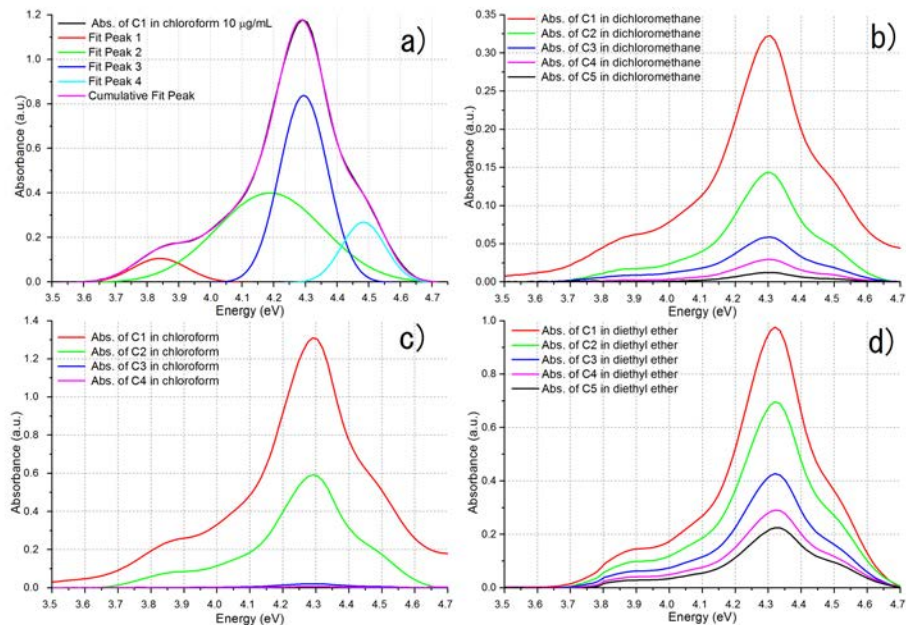 a)
Abs. of C1 in chloroform 10 µg/mL
Fit Peak 1
Fit Peak 2
Fit Peak 3
Fit Peak 4
Cumulative Fit Peak
Absorbance (a.u.)
1.2
1.0
0.8
0.6
0.4
0.2
0.0
3.5 3.6 3.7 3.8 3.9 4.0 4.1 4.2 4.3 4.4 4.5 4.6 4.7
Energy (eV)
b)
Abs. of C1 in dichloromethane
Abs. of C2 in dichloromethane
Abs. of C3 in dichloromethane
Abs. of C4 in dichloromethane
Abs. of C5 in dichloromethane
Absorbance (a.u.)
0.35
0.30
0.25
0.20
0.15
0.10
0.05
0.00
3.5 3.6 3.7 3.8 3.9 4.0 4.1 4.2 4.3 4.4 4.5 4.6 4.7
Energy (eV)
c)
Abs. of C1 in chloroform
Abs. of C2 in chloroform
Abs. of C3 in chloroform
Abs. of C4 in chloroform
Absorbance (a.u.)
1.4
1.2
1.0
0.8
0.6
0.4
0.2
0.0
3.5 3.6 3.7 3.8 3.9 4.0 4.1 4.2 4.3 4.4 4.5 4.6 4.7
Energy (eV)
d)
Abs. of C1 in diethyl ether
Abs. of C2 in diethyl ether
Abs. of C3 in diethyl ether
Abs. of C4 in diethyl ether
Abs. of C5 in diethyl ether
Absorbance (a.u.)
1.0
0.8
0.6
0.4
0.2
0.0
3.5 3.6 3.7 3.8 3.9 4.0 4.1 4.2 4.3 4.4 4.5 4.6 4.7
Energy (eV)